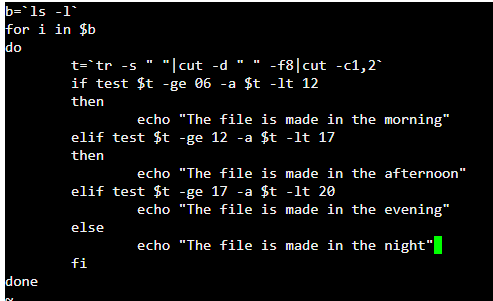 b=`ls -l`
for i in $b
do
        t=`tr -s " "|cut -d " " -f8|cut -c1,2`
        if test $t -ge 06 -a $t -lt 12
        then
                echo "The file is made in the morning"
        elif test $t -ge 12 -a $t -lt 17
        then
                echo "The file is made in the afternoon"
        elif test $t -ge 17 -a $t -lt 20
                echo "The file is made in the evening"
        else
                echo "The file is made in the night"
        fi
done
~